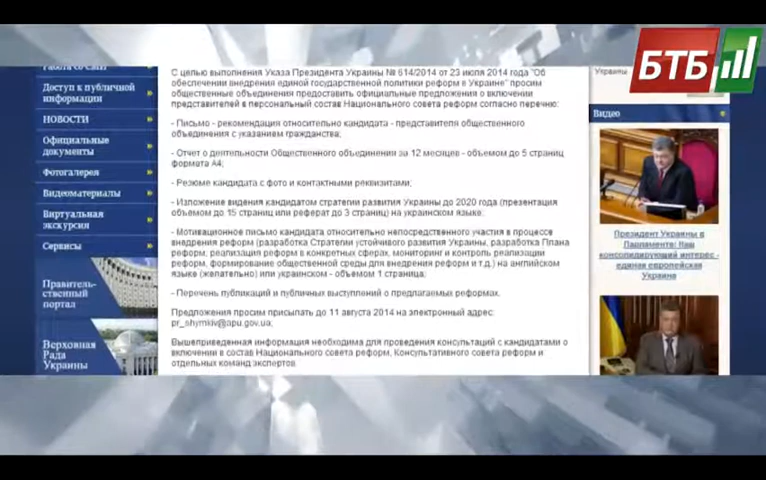 Работа со СМИ
Доступ к публичной
информации
НОВОСТИ
Официальные
документы
Фотогалерея
Видеоматериалы
Виртуальная
экскурсия
Сервисы
Правитель-
ственный
портал
Верховная
Рада
Украины
С целью выполнения Указа Президента Украины № 614/2014 от 23 июля 2014 года "Об
обеспечении внедрения единой государственной политики реформ в Украине" просим
общественные объединения предоставить официальные предложения о включении
представителей в персональный состав Национального совета реформ согласно перечню:
- Письмо - рекомендация относительно кандидата - представителя общественного
объединения с указанием гражданства;
- Отчет о деятельности Общественного объединения за 12 месяцев - объемом до 5 страниц
формата А4;
- Резюме кандидата с фото и контактными реквизитами;
- Изложение видения кандидатом стратегии развития Украины до 2020 года (презентация
объемом до 15 страниц или реферат до 3 страниц) на украинском языке;
- Мотивационное письмо кандидата относительно непосредственного участия в процессе
внедрения реформ (разработка Стратегии устойчивого развития Украины, разработка Плана
реформ, реализация реформ в конкретных сферах, мониторинг и контроль реализации
реформ, формирование общественной среды для внедрения реформ и т.д.) на английском
языке (желательно) или украинском - объемом 1 страница;
- Перечень публикаций и публичных выступлений о предлагаемых реформах.
Предложения просим присылать до 11 августа 2014 на электронный адрес:
pr_shymkiv@apu.gov.ua;
Вышеприведенная информация необходима для проведения консультаций с кандидатами о
включении в состав Национального совета реформ, Консультативного совета реформ и
отдельных команд экспертов.
Украины
БТБ
Видео
Президент Украины в
Парламенте: Наш
консолидирующий интерес -
единая европейская
Украина